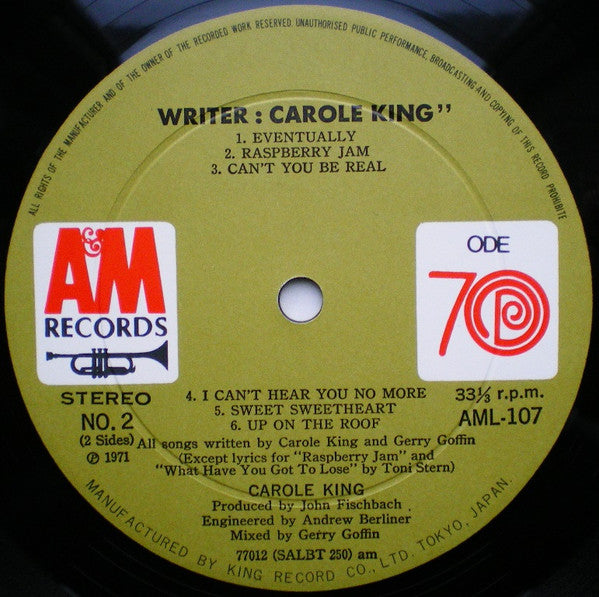 ALL RIGHTS OF THE MANUFACTURER AND OF THE OWNER OF THE RECORDED WORK RESERVED UNAUTHORISED PUBLIC PERFORMANCE, BROADCASTING AND COPYING OF THIS RECORD PROHIBITE
WRITER : CAROLE KING”
1. EVENTUALLY
2. RASPBERRY JAM
3. CAN'T YOU BE REAL
A&M
RECORDS
ODE
70
STEREO
NO. 2
(2 Sides)
℗ 1971
4. I CAN'T HEAR YOU NO MORE
5. SWEET SWEETHEART
6. UP ON THE ROOF
33⅓ r.p.m.
AML-107
All songs written by Carole King and Gerry Goffin
(Except lyrics for “Raspberry Jam” and
“What Have You Got To Lose” by Toni Stern)
CAROLE KING
Produced by John Fischbach
Engineered by Andrew Berliner
Mixed by Gerry Goffin
77012 (SALBT 250) am
MANUFACTURED BY KING RECORD CO., LTD. TOKYO, JAPAN.